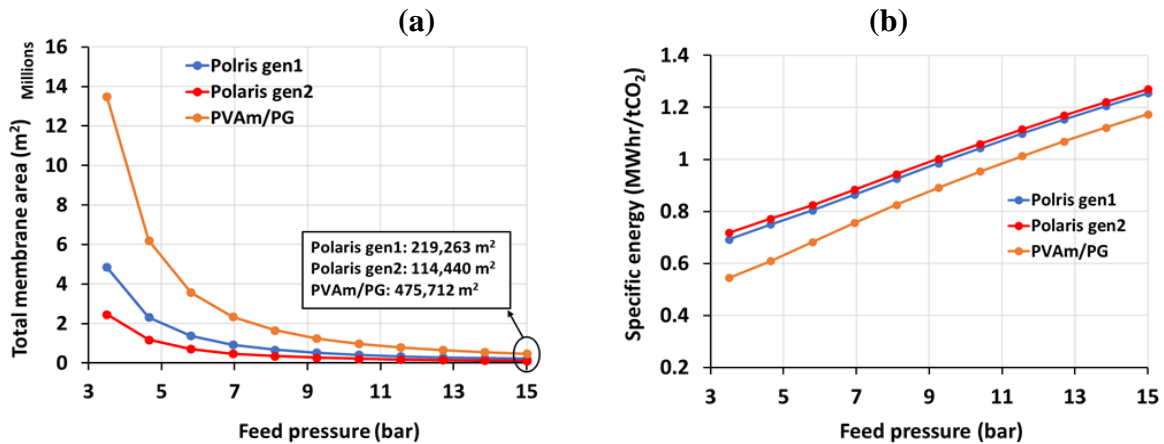 (a)
Total membrane area (m²)
Millions
16
14
12
10
8
6
4
2
0
Polris gen1
Polaris gen2
PVAm/PG
Polaris gen1: 219,263 m²
Polaris gen2: 114,440 m²
PVAm/PG: 475,712 m²
3 5 7 9 11 13 15
Feed pressure (bar)
(b)
Specific energy (MWhr/tCO₂)
1.4
1.2
1
0.8
0.6
0.4
0.2
Polris gen1
Polaris gen2
PVAm/PG
3 5 7 9 11 13 15
Feed pressure (bar)